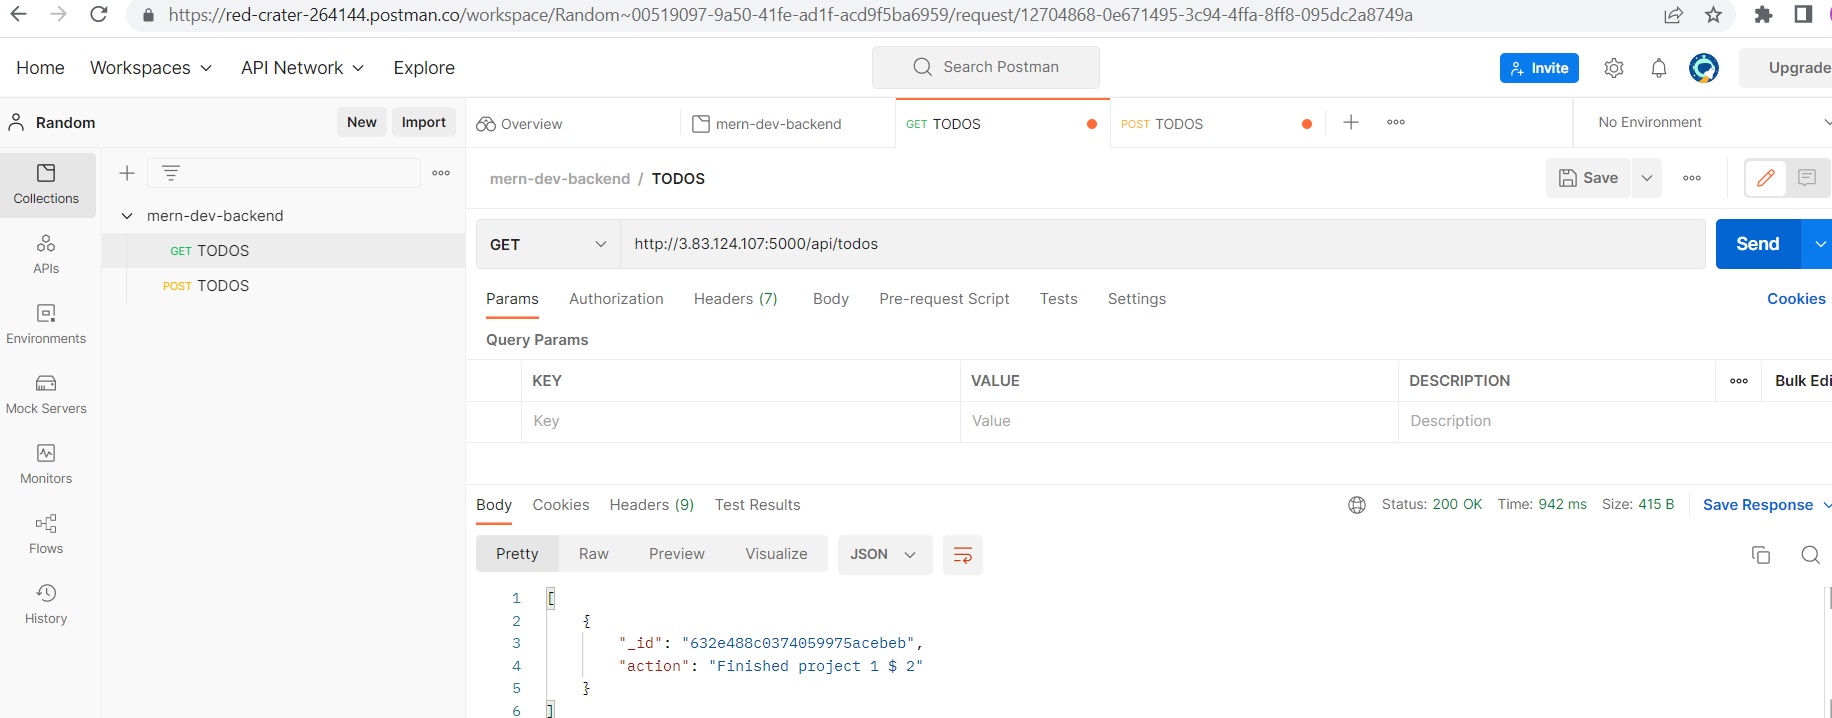 https://red-crater-264144.postman.co/workspace/Random~00519097-9a50-41fe-ad1f-acd9f5ba6959/request/12704868-0e671495-3c94-4ffa-8ff8-095dc2a8749a
Home Workspaces API Network Explore Search Postman Invite Upgrade
Random New Import
Overview mern-dev-backend GET TODOS POST TODOS No Environment
Collections
APIs
Environments
Mock Servers
Monitors
Flows
History
mern-dev-backend
GET TODOS
POST TODOS
mern-dev-backend / TODOS Save
GET http://3.83.124.107:5000/api/todos Send
Params Authorization Headers (7) Body Pre-request Script Tests Settings Cookies
Query Params
KEY VALUE DESCRIPTION Bulk Edi
Key Value Description
Body Cookies Headers (9) Test Results Status: 200 OK Time: 942 ms Size: 415 B Save Response
Pretty Raw Preview Visualize JSON
1 [
2 {
3 "_id": "632e488c0374059975acebeb",
4 "action": "Finished project 1 $ 2"
5 }
6 ]